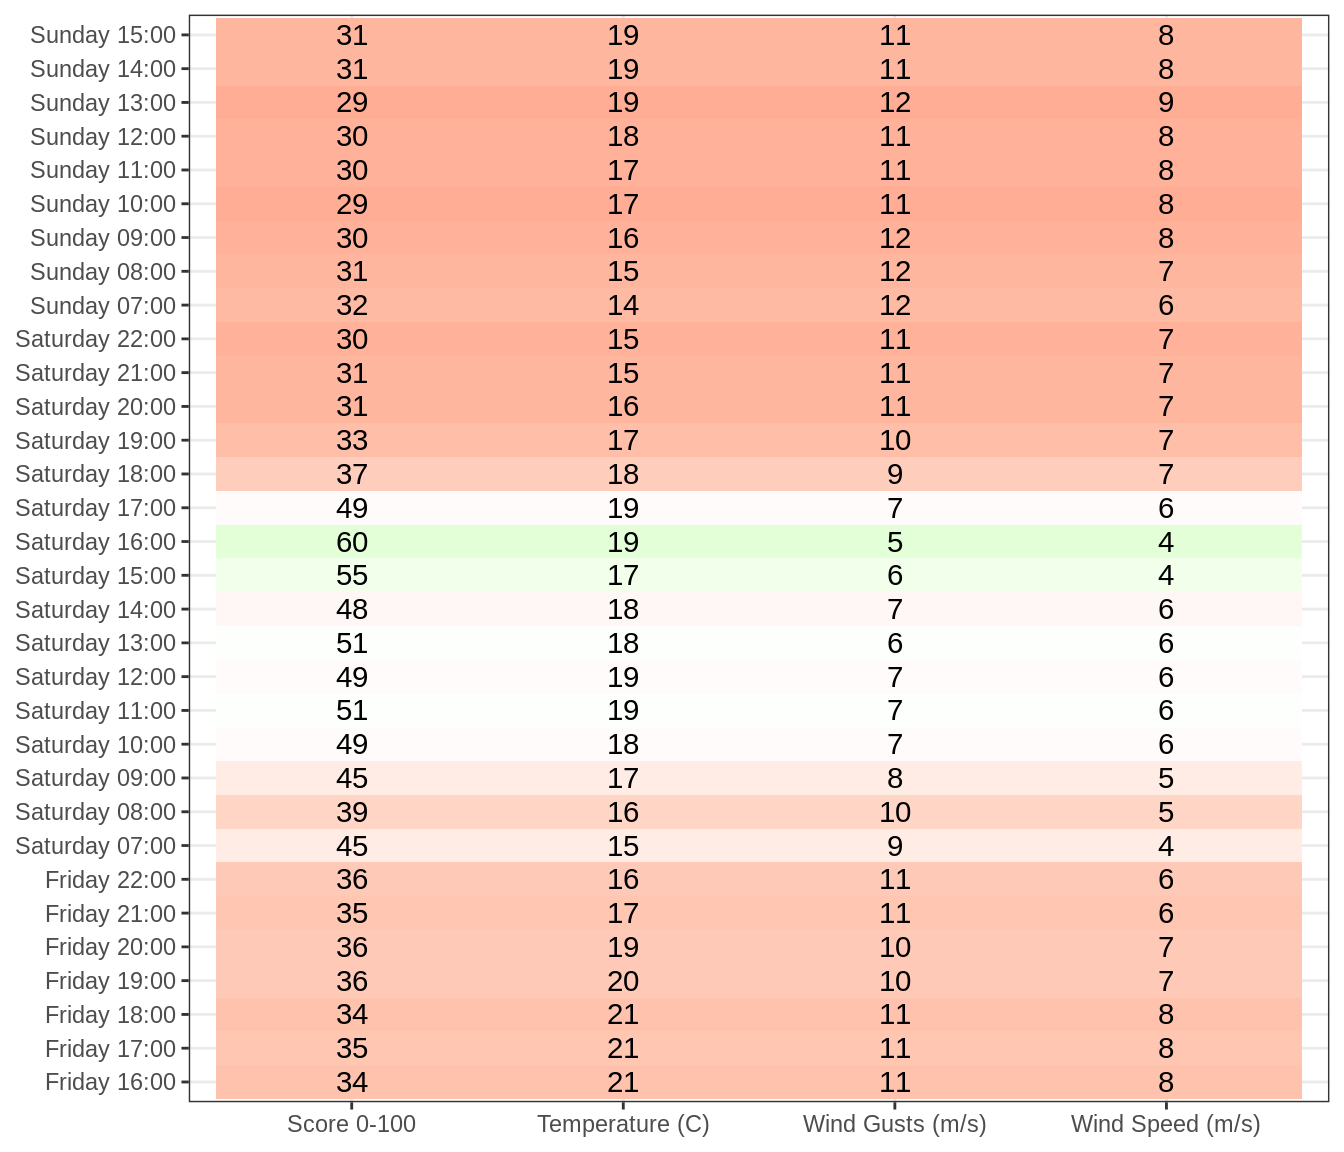 Sunday 15:00 31 19 11 8
Sunday 14:00 31 19 11 8
Sunday 13:00 29 19 12 9
Sunday 12:00 30 18 11 8
Sunday 11:00 30 17 11 8
Sunday 10:00 29 17 11 8
Sunday 09:00 30 16 12 8
Sunday 08:00 31 15 12 7
Sunday 07:00 32 14 12 6
Saturday 22:00 30 15 11 7
Saturday 21:00 31 15 11 7
Saturday 20:00 31 16 11 7
Saturday 19:00 33 17 10 7
Saturday 18:00 37 18 9 7
Saturday 17:00 49 19 7 6
Saturday 16:00 60 19 5 4
Saturday 15:00 55 17 6 4
Saturday 14:00 48 18 7 6
Saturday 13:00 51 18 6 6
Saturday 12:00 49 19 7 6
Saturday 11:00 51 19 7 6
Saturday 10:00 49 18 7 6
Saturday 09:00 45 17 8 5
Saturday 08:00 39 16 10 5
Saturday 07:00 45 15 9 4
Friday 22:00 36 16 11 6
Friday 21:00 35 17 11 6
Friday 20:00 36 19 10 7
Friday 19:00 36 20 10 7
Friday 18:00 34 21 11 8
Friday 17:00 35 21 11 8
Friday 16:00 34 21 11 8
Score 0-100 Temperature (C) Wind Gusts (m/s) Wind Speed (m/s)